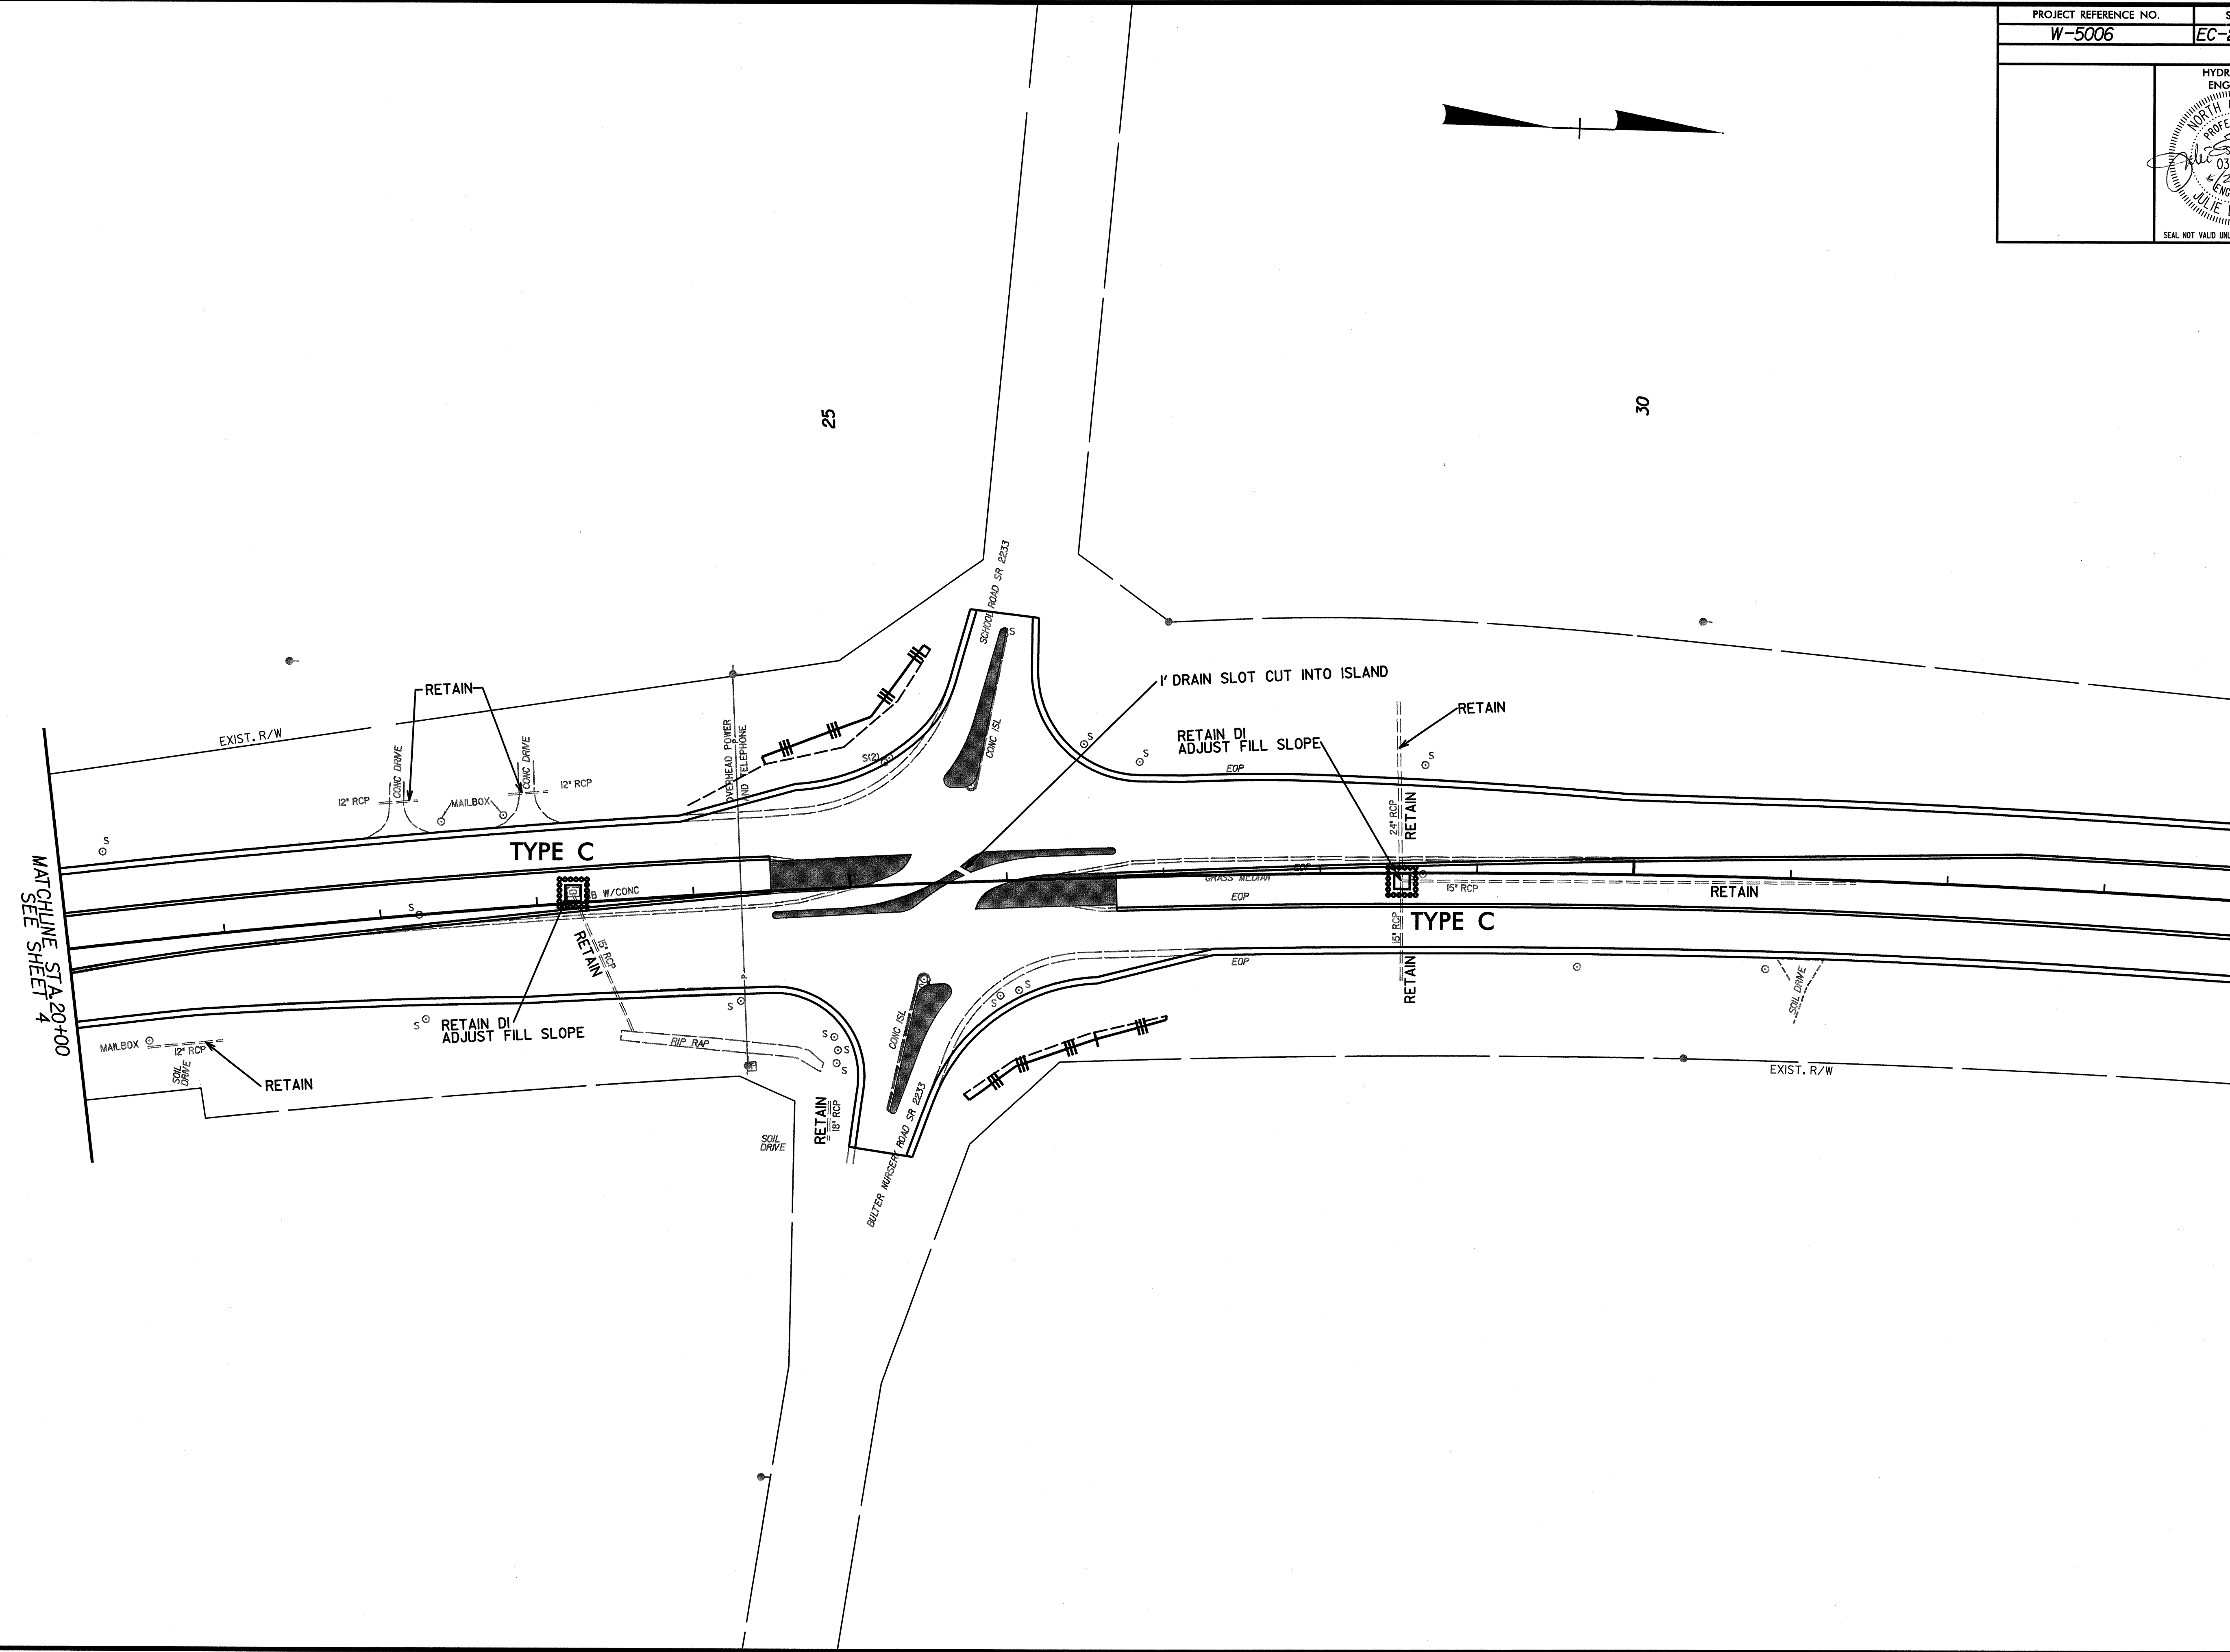 PROJECT REFERENCE NO.
W-5006
SEAL NOT VALID
25
30
SCHOOL ROAD SR 2233
S
CONC ISL
1' DRAIN SLOT CUT INTO ISLAND
RETAIN
EXIST. R/W
CONC DRIVE
CONC DRIVE
12" RCP
12" RCP
MAILBOX
OVERHEAD POWER
AND TELEPHONE
P
S(2)
S
S
RETAIN DI
ADJUST FILL SLOPE
EOP
RETAIN
S
24" RCP
RETAIN
S
TYPE C
W/CONC
S
EOP
GRASS MEDIAN
EOP
15" RCP
RETAIN
15" RCP
RETAIN
TYPE C
MATCHLINE STA. 20+00
SEE SHEET 4
15" RCP
RETAIN
P
EOP
SOIL DRIVE
S
S
S
S
RETAIN DI
ADJUST FILL SLOPE
RIP RAP
S
S
S
CONC ISL
MAILBOX
12" RCP
SOIL
DRIVE
RETAIN
EXIST. R/W
RETAIN
18" RCP
SOIL
DRIVE
BULTER NURSERY ROAD SR 2233